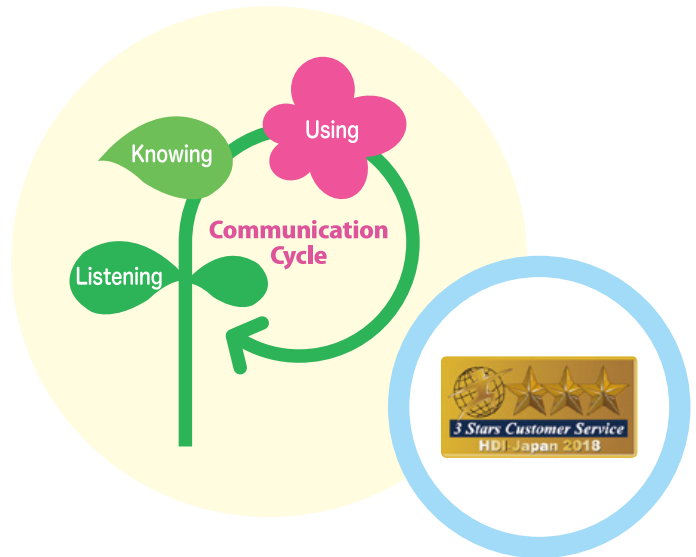 Using
Knowing
Communication
Cycle
Listening
3 Stars Customer Service
HDI-Japan 2018